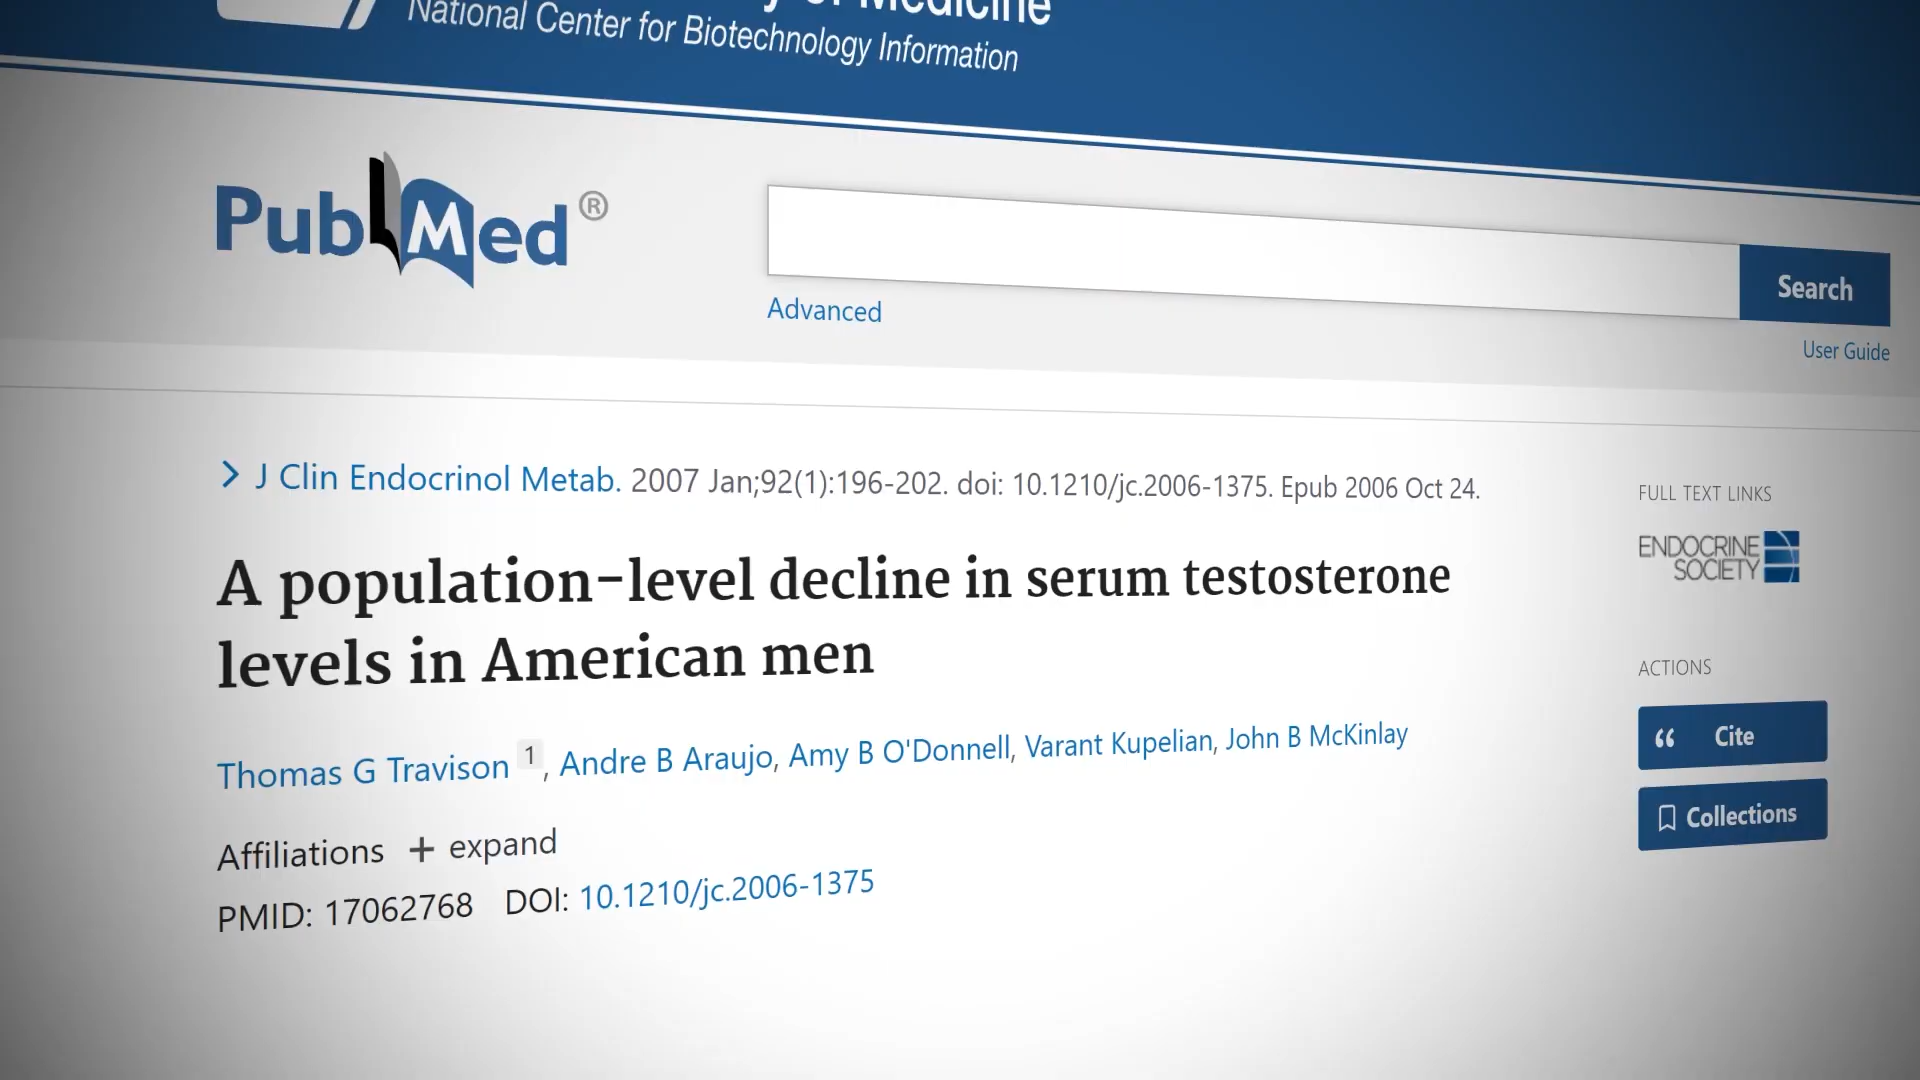 of Medicine
National Center for Biotechnology Information
PubMed®
Search
Advanced
User Guide
J Clin Endocrinol Metab. 2007 Jan;92(1):196-202. doi: 10.1210/jc.2006-1375. Epub 2006 Oct 24.
A population-level decline in serum testosterone
levels in American men
Thomas G Travison 1, Andre B Araujo, Amy B O'Donnell, Varant Kupelian, John B McKinlay
Affiliations + expand
PMID: 17062768 DOI: 10.1210/jc.2006-1375
FULL TEXT LINKS
ENDOCRINE
SOCIETY
ACTIONS
“ Cite
Collections